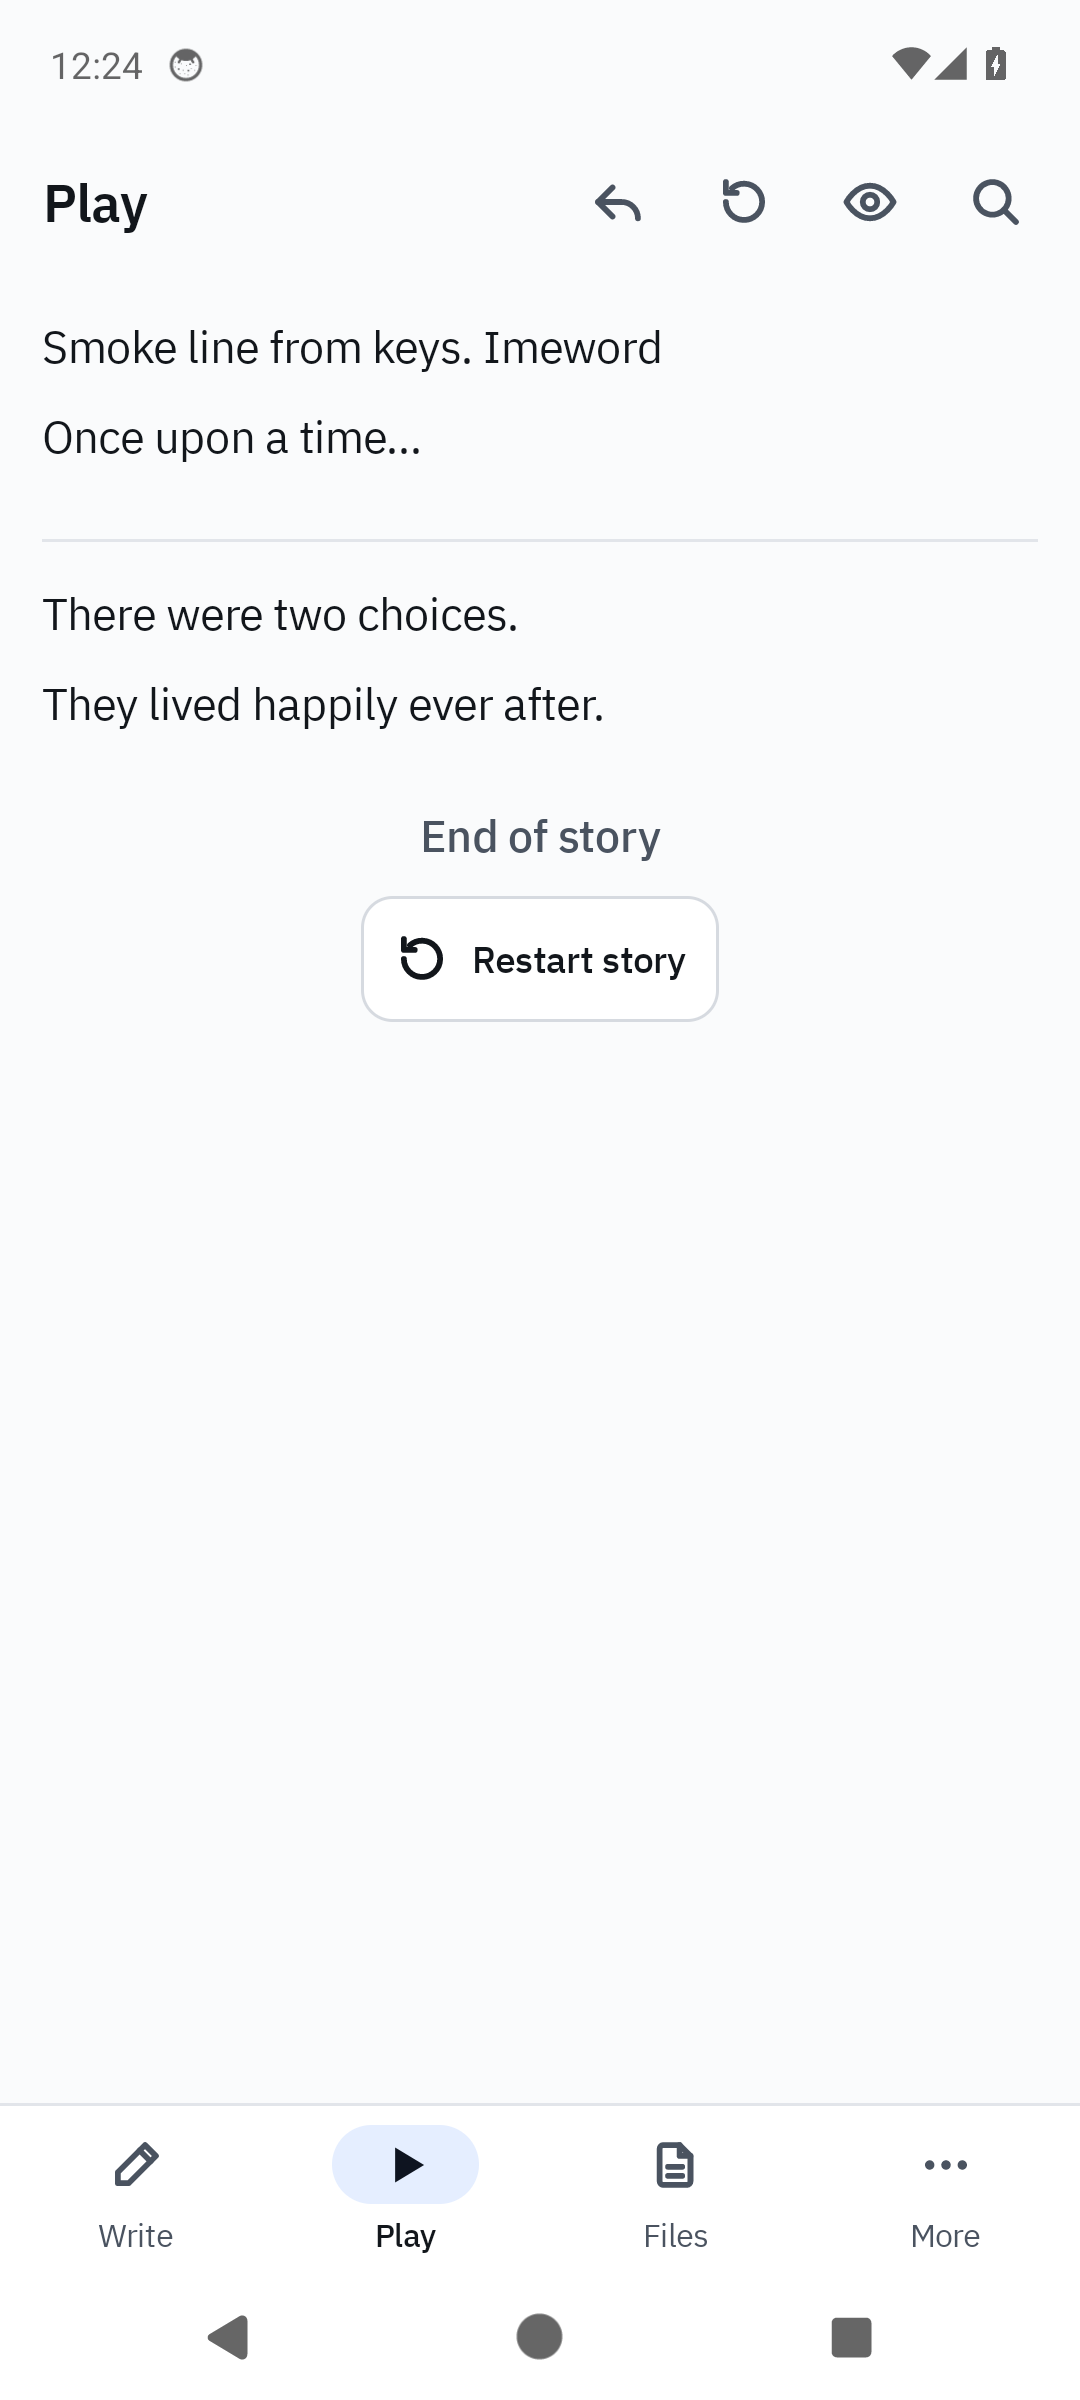 12:24
Play
Smoke line from keys. Imeword
Once upon a time...
There were two choices.
They lived happily ever after.
End of story
Restart story
Write
Play
Files
More